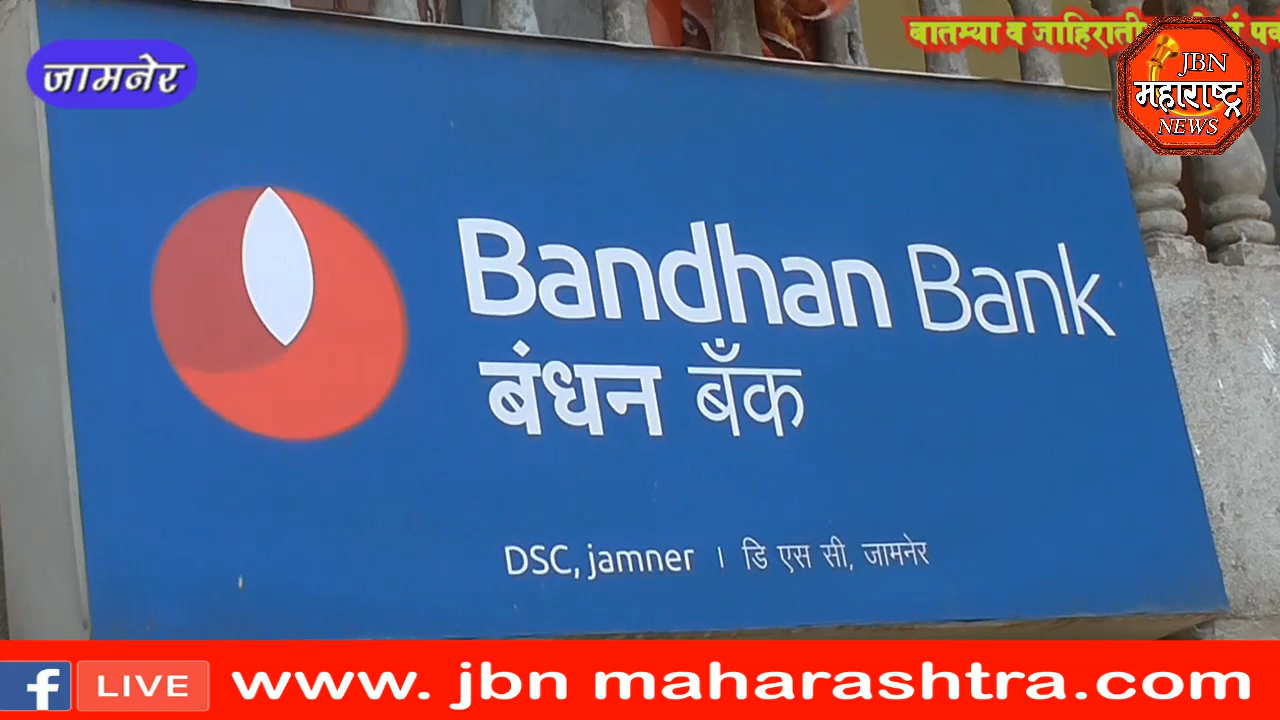 बातम्या व जाहिराती
जामनेर
JBN
महाराष्ट्र
NEWS
Bandhan Bank
बंधन बँक
DSC, jamner | डि एस सी, जामनेर
f LIVE www. jbn maharashtra.com